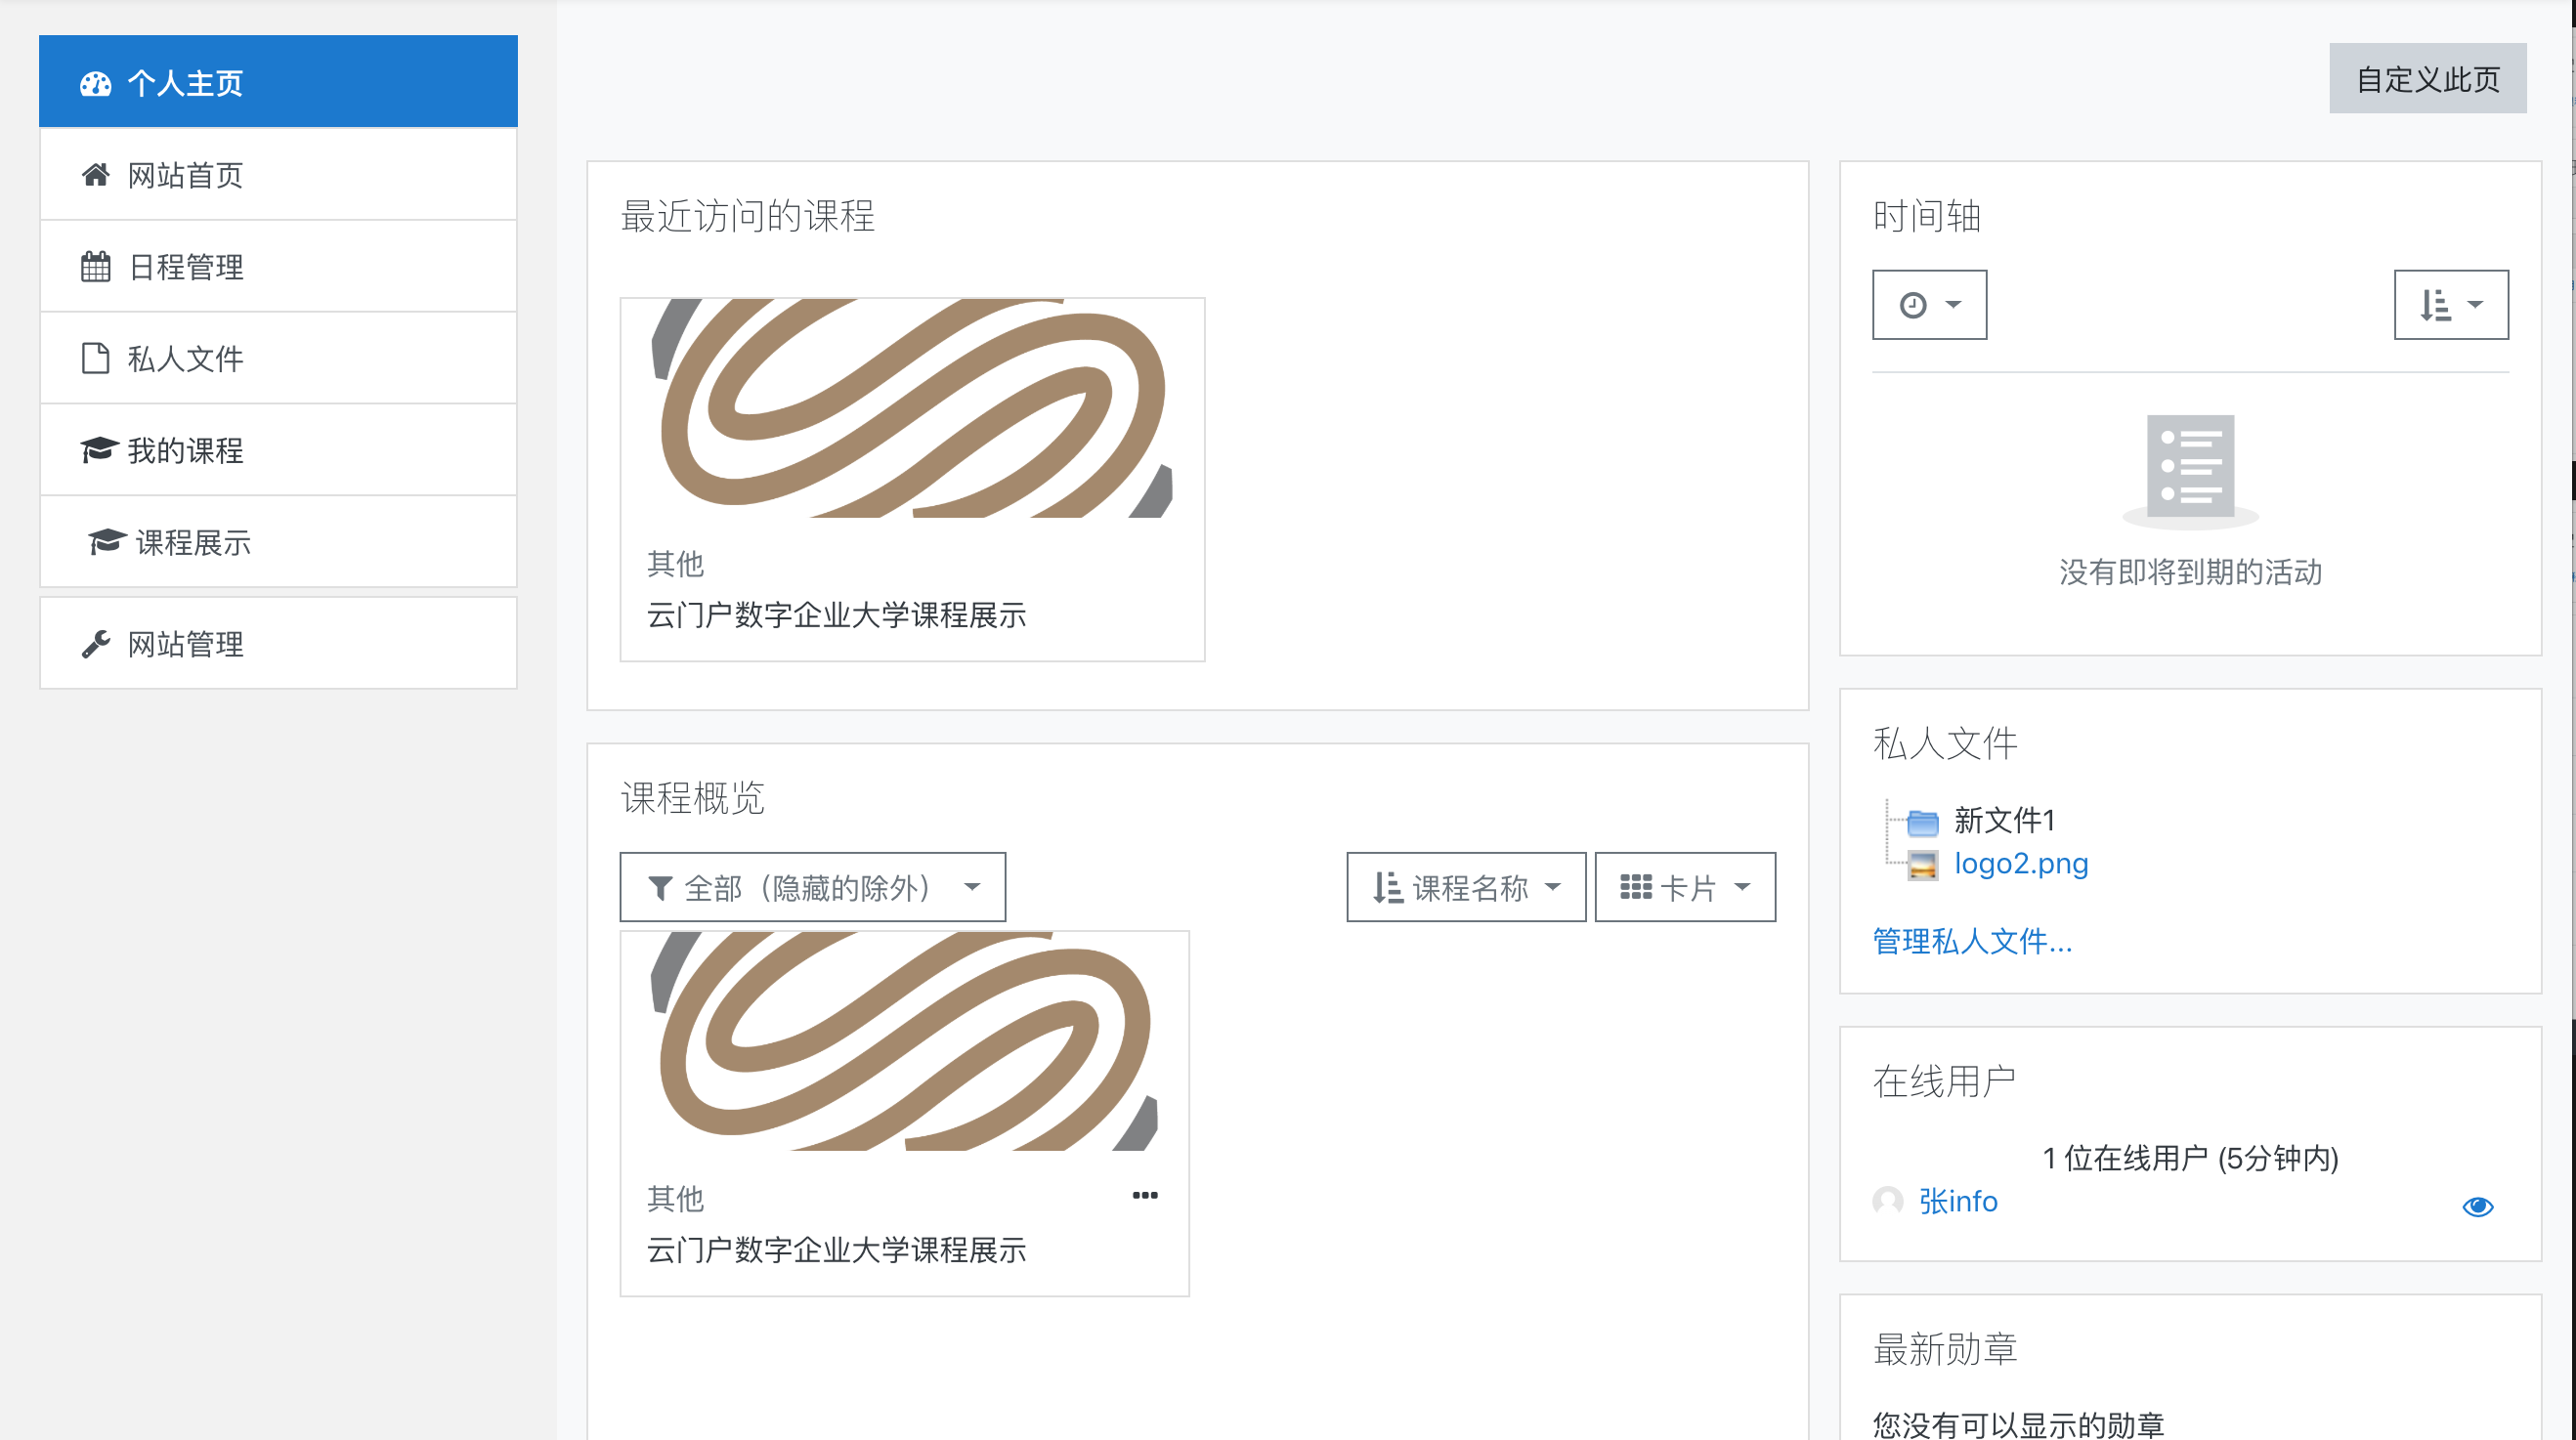 个人主页
网站首页
日程管理
私人文件
我的课程
课程展示
网站管理
自定义此页
最近访问的课程
其他
云门户数字企业大学课程展示
课程概览
全部（隐藏的除外）
课程名称
卡片
其他
云门户数字企业大学课程展示
时间轴
没有即将到期的活动
私人文件
新文件1
logo2.png
管理私人文件...
在线用户
1 位在线用户 (5分钟内)
张info
最新勋章
您没有可以显示的勋章